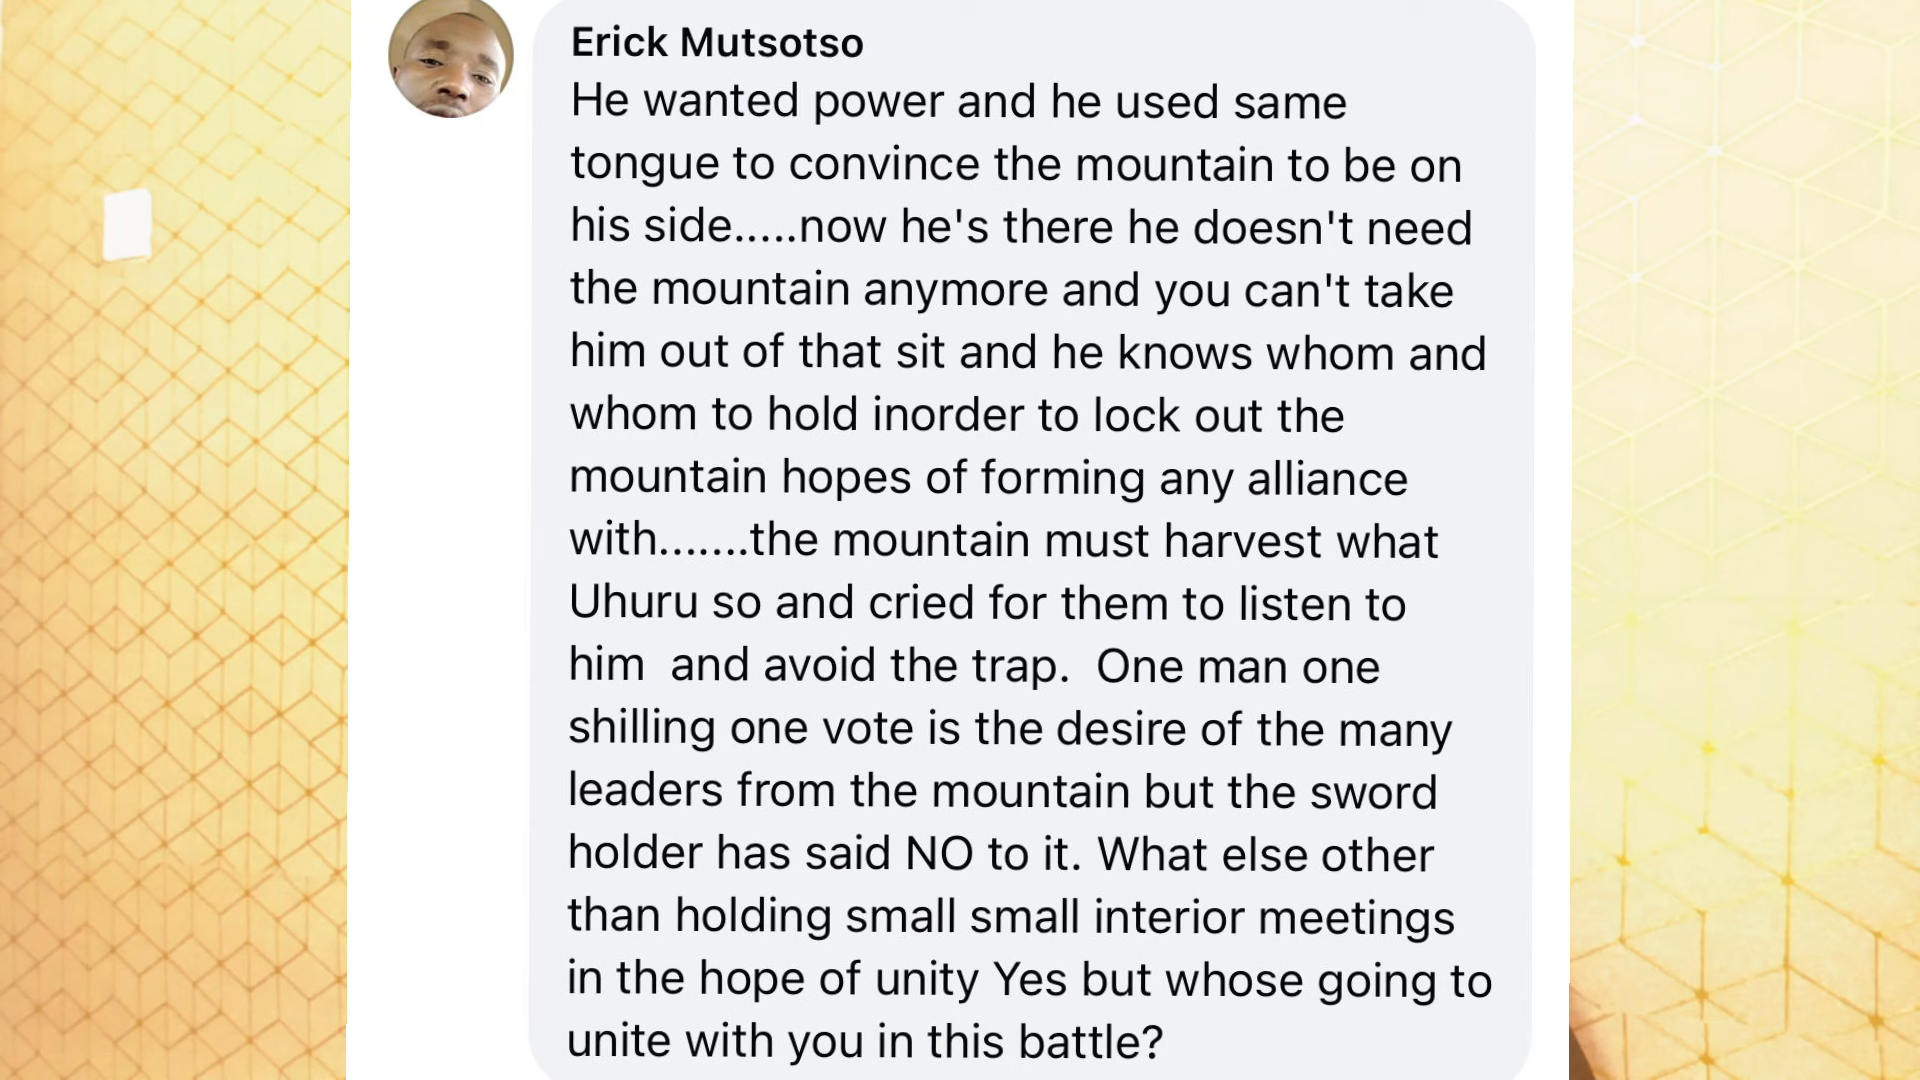 Erick Mutsotso
He wanted power and he used same
tongue to convince the mountain to be on
his side.....now he's there he doesn't need
the mountain anymore and you can't take
him out of that sit and he knows whom and
whom to hold inorder to lock out the
mountain hopes of forming any alliance
with.......the mountain must harvest what
Uhuru so and cried for them to listen to
him  and avoid the trap.  One man one
shilling one vote is the desire of the many
leaders from the mountain but the sword
holder has said NO to it. What else other
than holding small small interior meetings
in the hope of unity Yes but whose going to
unite with you in this battle?